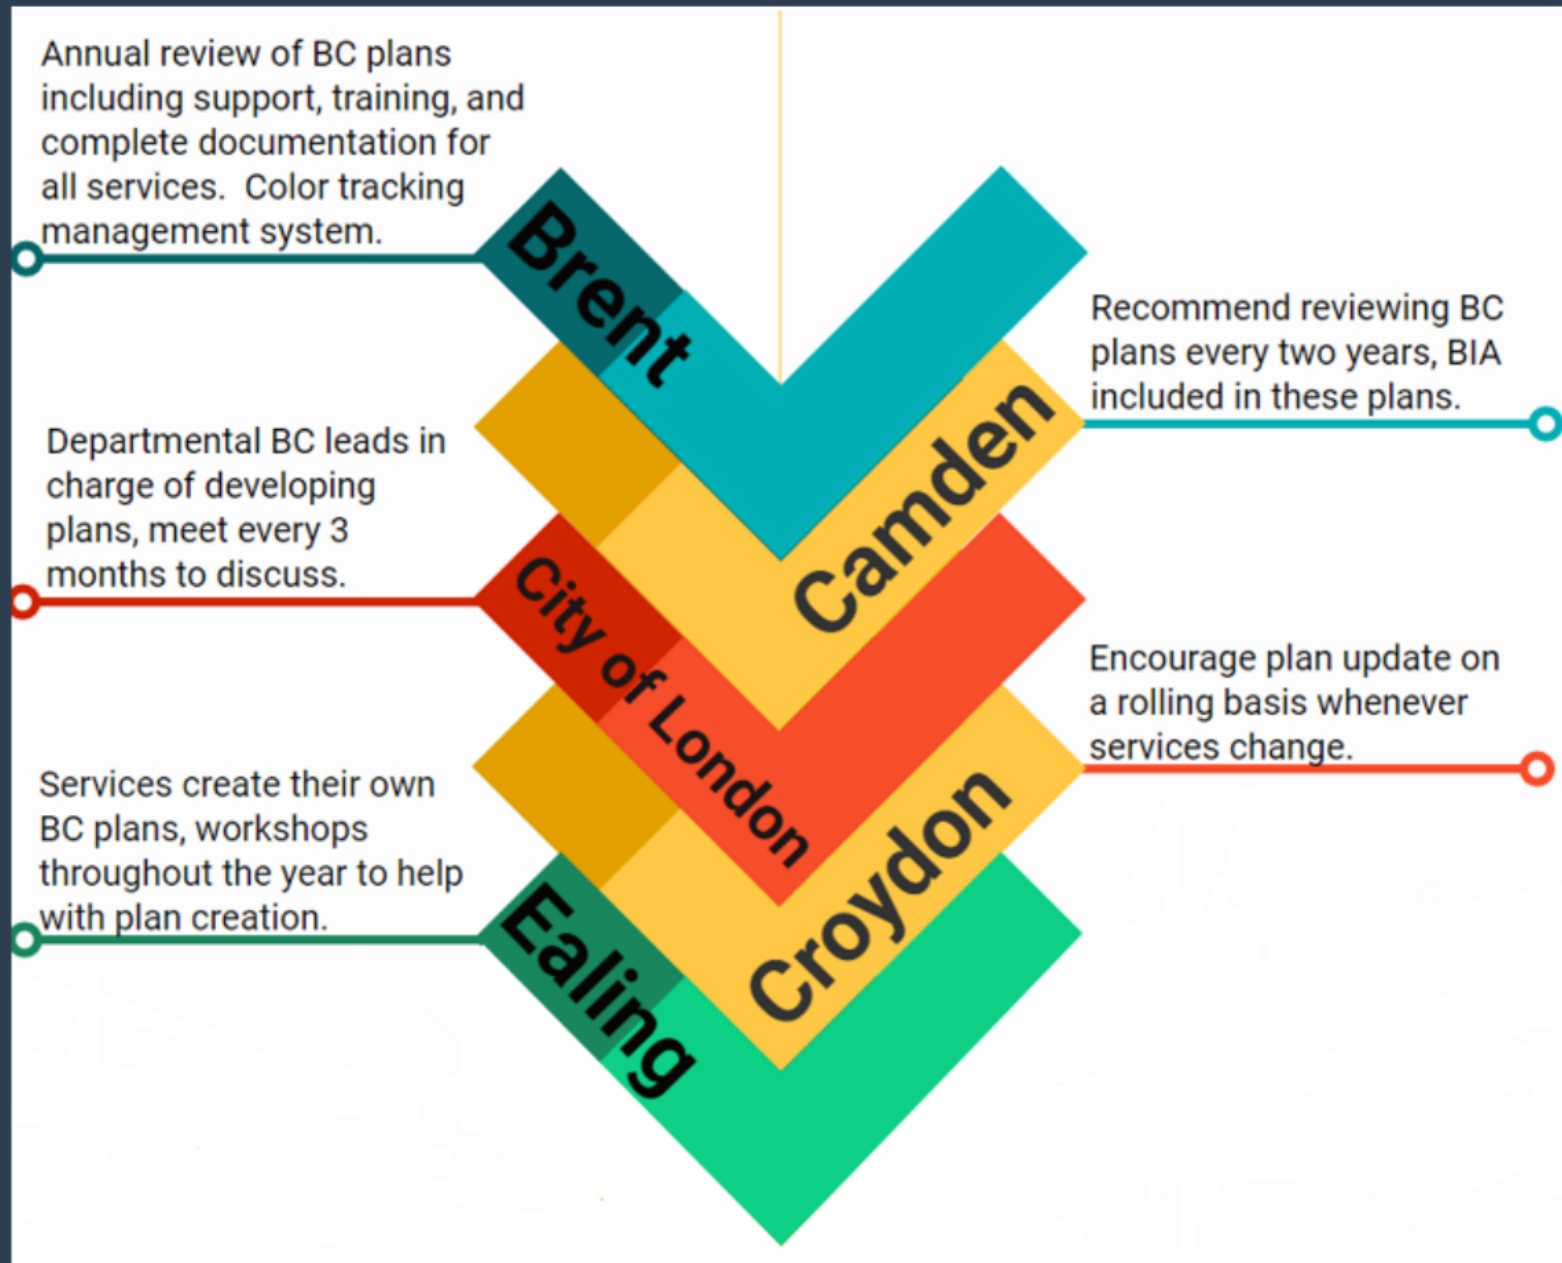 Annual review of BC plans
including support, training, and
complete documentation for
all services.  Color tracking
management system.
Brent
Recommend reviewing BC
plans every two years, BIA
included in these plans.
Camden
Departmental BC leads in
charge of developing
plans, meet every 3
months to discuss.
City of London
Encourage plan update on
a rolling basis whenever
services change.
Croydon
Services create their own
BC plans, workshops
throughout the year to help
with plan creation.
Ealing